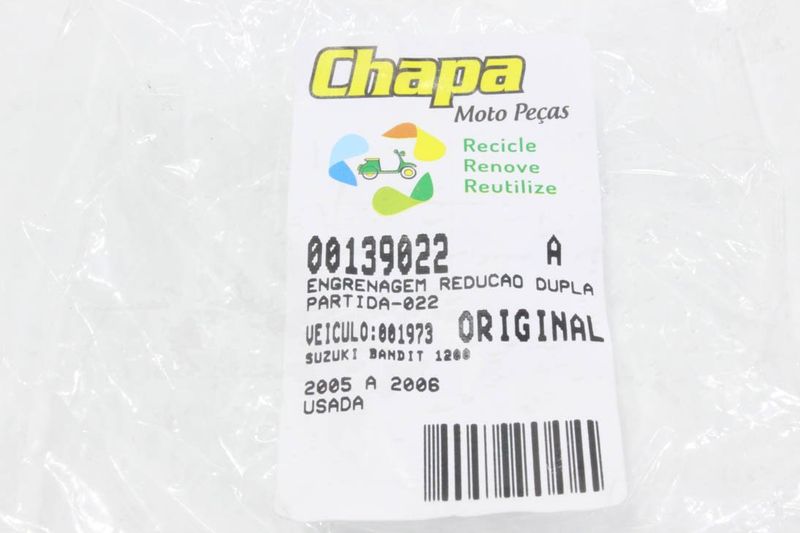 Chapa
Moto Peças
Recicle
Renove
Reutilize
00139022 A
ENGRENAGEM REDUCAO DUPLA
PARTIDA-022
VEICULO:001973 ORIGINAL
SUZUKI BANDIT 1200
2005 A 2006
USADA